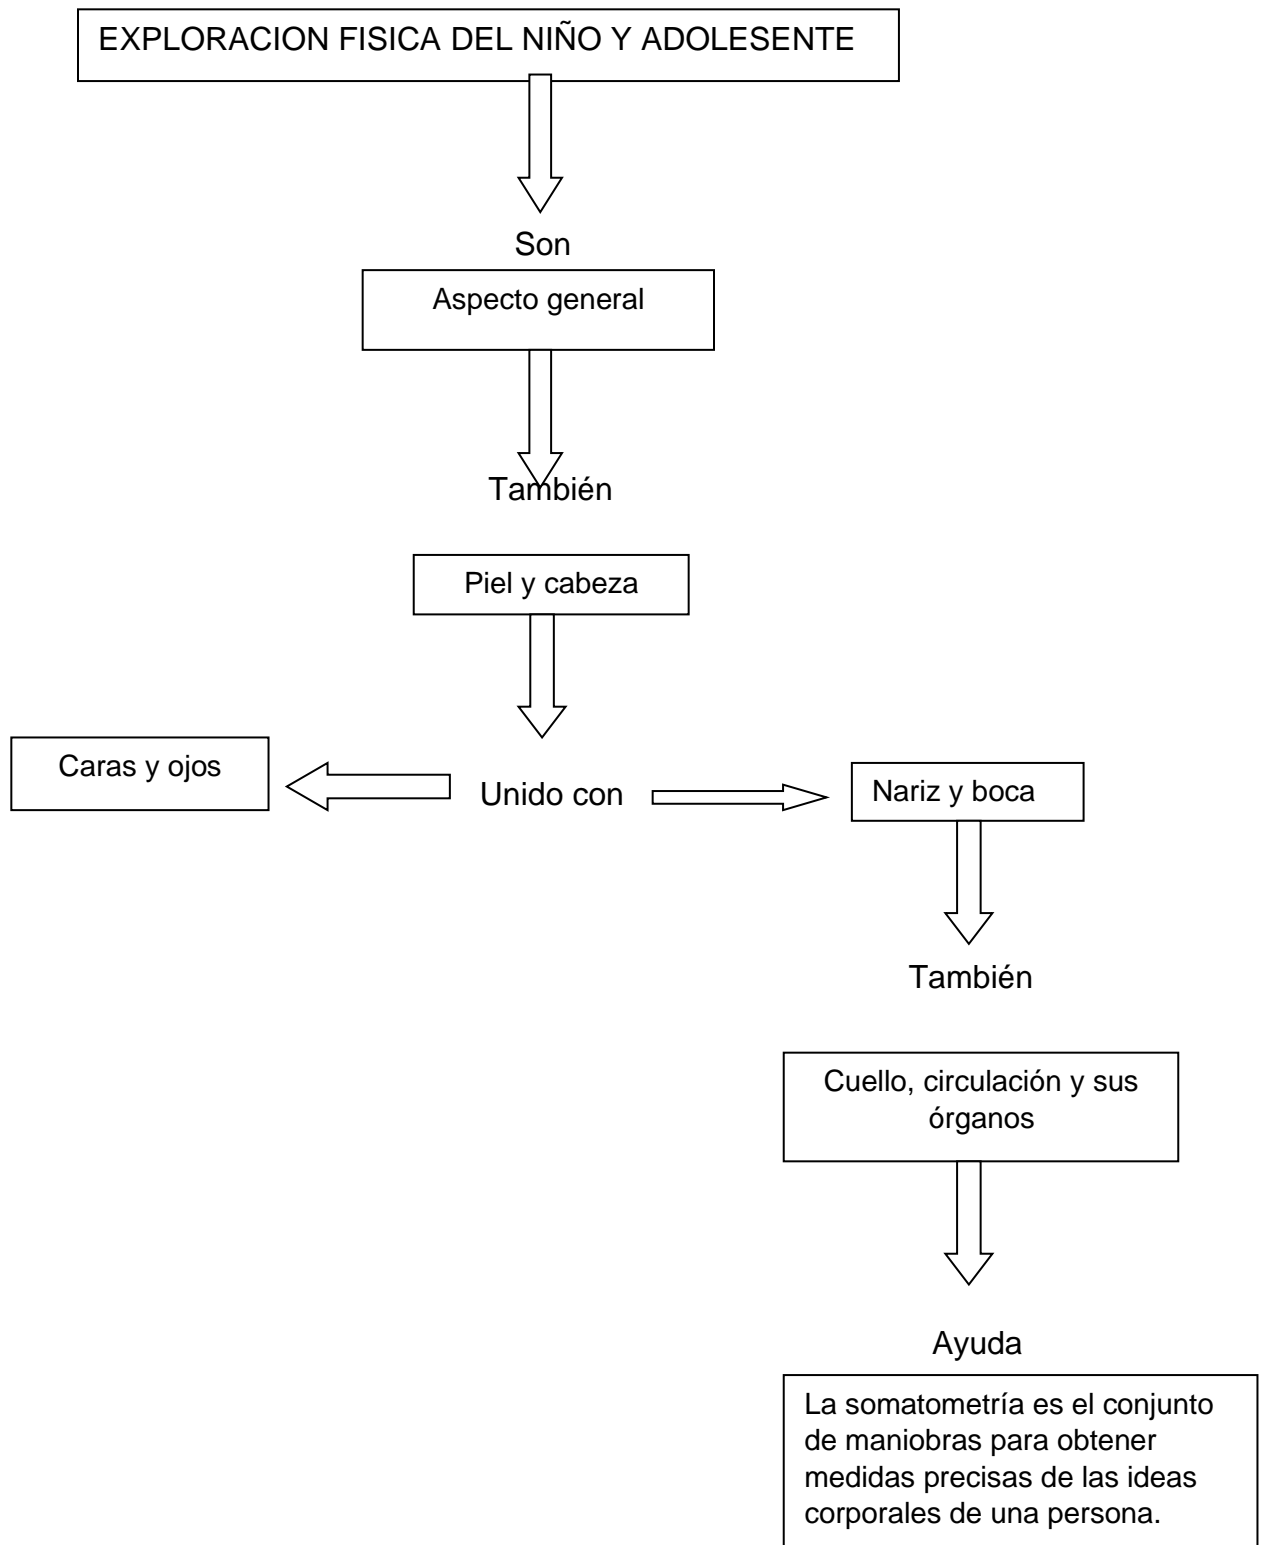 EXPLORACION FISICA DEL NIÑO Y ADOLESENTE
Son
Aspecto general
También
Piel y cabeza
Caras y ojos
Unido con
Nariz y boca
También
Cuello, circulación y sus
órganos
Ayuda
La somatometría es el conjunto
de maniobras para obtener
medidas precisas de las ideas
corporales de una persona.